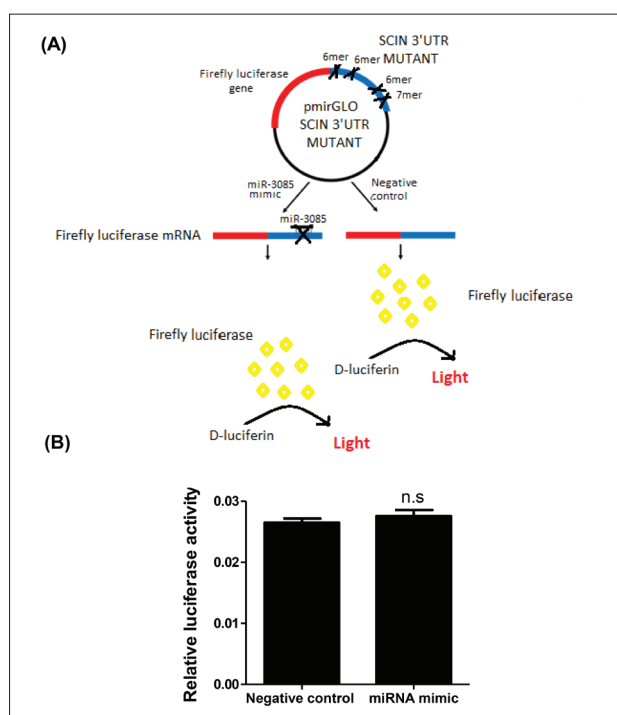 (A)
SCIN 3'UTR
MUTANT
6mer
6mer
6mer
7mer
Firefly luciferase
gene
pmirGLO
SCIN 3'UTR
MUTANT
miR-3085
mimic
Negative
control
miR-3085
Firefly luciferase mRNA
Firefly luciferase
Firefly luciferase
D-luciferin
Light
D-luciferin
Light
(B)
Relative luciferase activity
n.s
0.03
0.02
0.01
0.00
Negative control
miRNA mimic